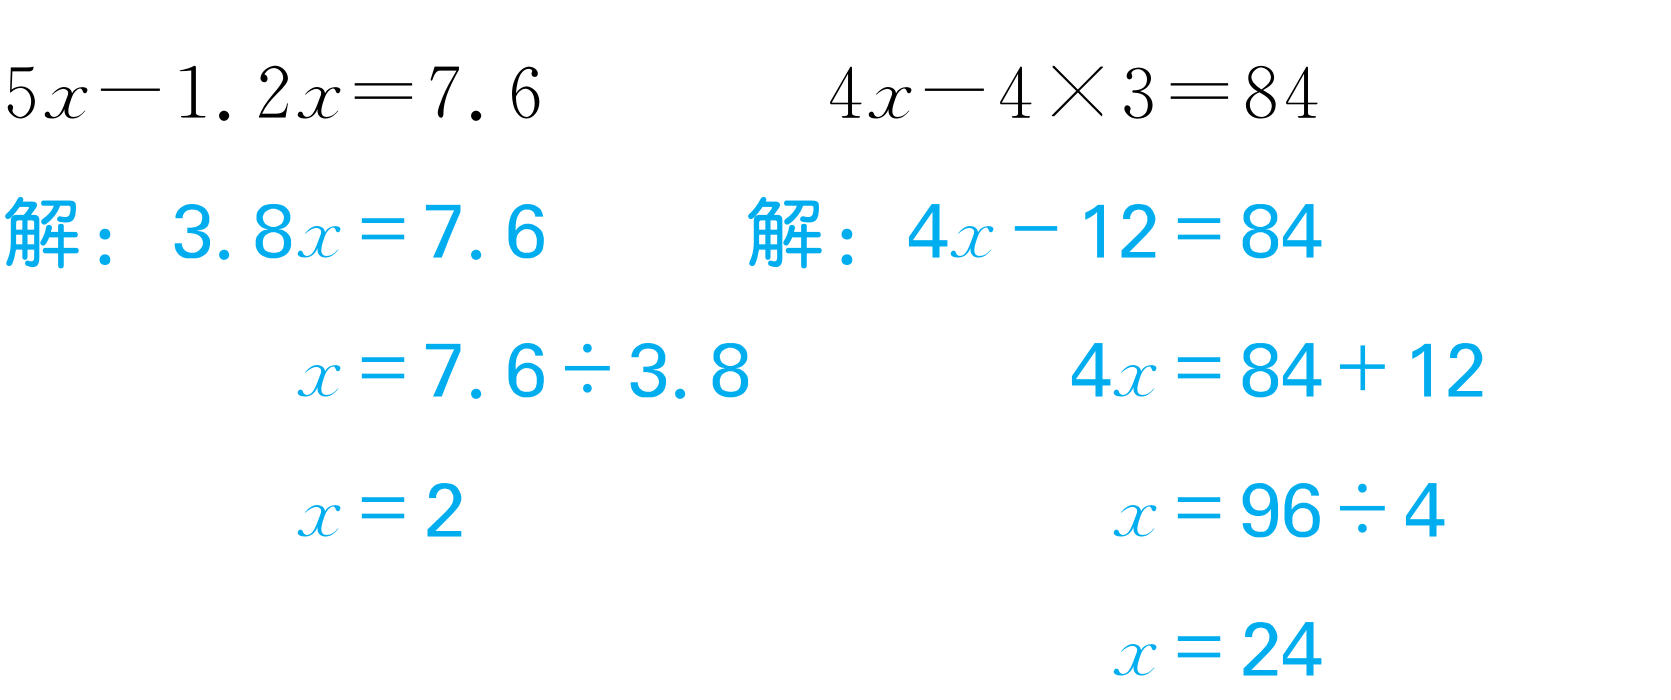 5x－1.2x＝7.6
4x－4×3＝84
解：3.8x＝7.6
x＝7.6÷3.8
x＝2
解：4x－12＝84
4x＝84＋12
x＝96÷4
x＝24